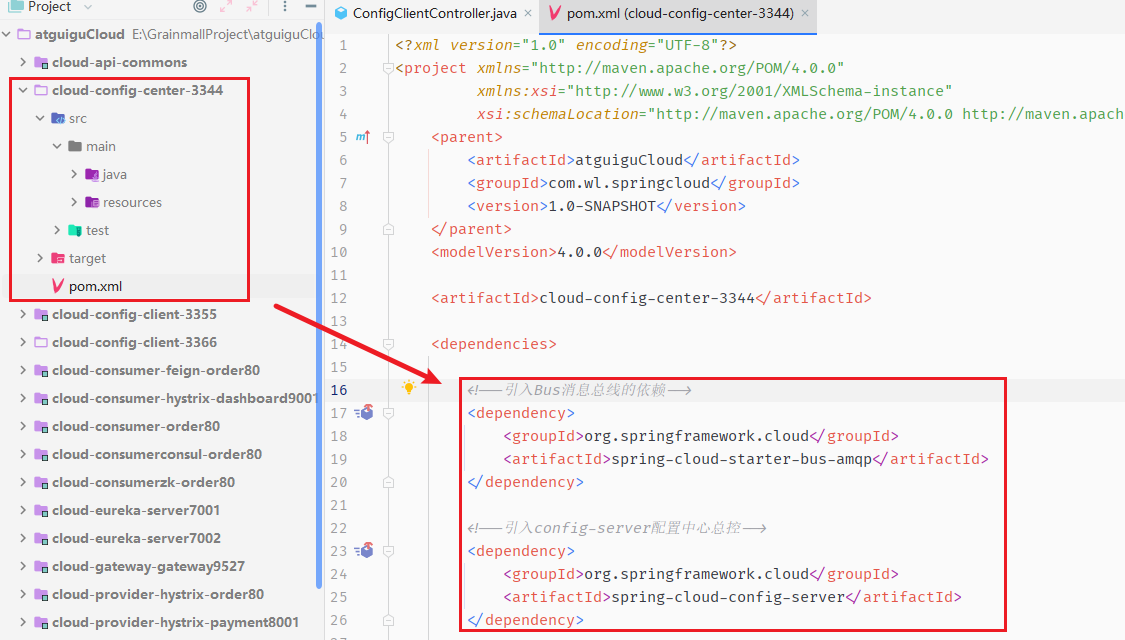 Project
atguiguCloud E:\GrainmallProject\atguiguClou
cloud-api-commons
cloud-config-center-3344
src
main
java
resources
test
target
pom.xml
cloud-config-client-3355
cloud-config-client-3366
cloud-consumer-feign-order80
cloud-consumer-hystrix-dashboard9001
cloud-consumer-order80
cloud-consumerconsul-order80
cloud-consumerzk-order80
cloud-eureka-server7001
cloud-eureka-server7002
cloud-gateway-gateway9527
cloud-provider-hystrix-order80
cloud-provider-hystrix-payment8001
ConfigClientController.java × pom.xml (cloud-config-center-3344) ×
1 <?xml version="1.0" encoding="UTF-8"?>
2 <project xmlns="http://maven.apache.org/POM/4.0.0"
3 xmlns:xsi="http://www.w3.org/2001/XMLSchema-instance"
4 xsi:schemaLocation="http://maven.apache.org/POM/4.0.0 http://maven.apach
5 m <parent>
6 <artifactId>atguiguCloud</artifactId>
7 <groupId>com.wl.springcloud</groupId>
8 <version>1.0-SNAPSHOT</version>
9 </parent>
10 <modelVersion>4.0.0</modelVersion>
11
12 <artifactId>cloud-config-center-3344</artifactId>
13
14 <dependencies>
15
16 <!--引入Bus消息总线的依赖-->
17 <dependency>
18 <groupId>org.springframework.cloud</groupId>
19 <artifactId>spring-cloud-starter-bus-amqp</artifactId>
20 </dependency>
21
22 <!--引入config-server配置中心总控-->
23 <dependency>
24 <groupId>org.springframework.cloud</groupId>
25 <artifactId>spring-cloud-config-server</artifactId>
26 </dependency>